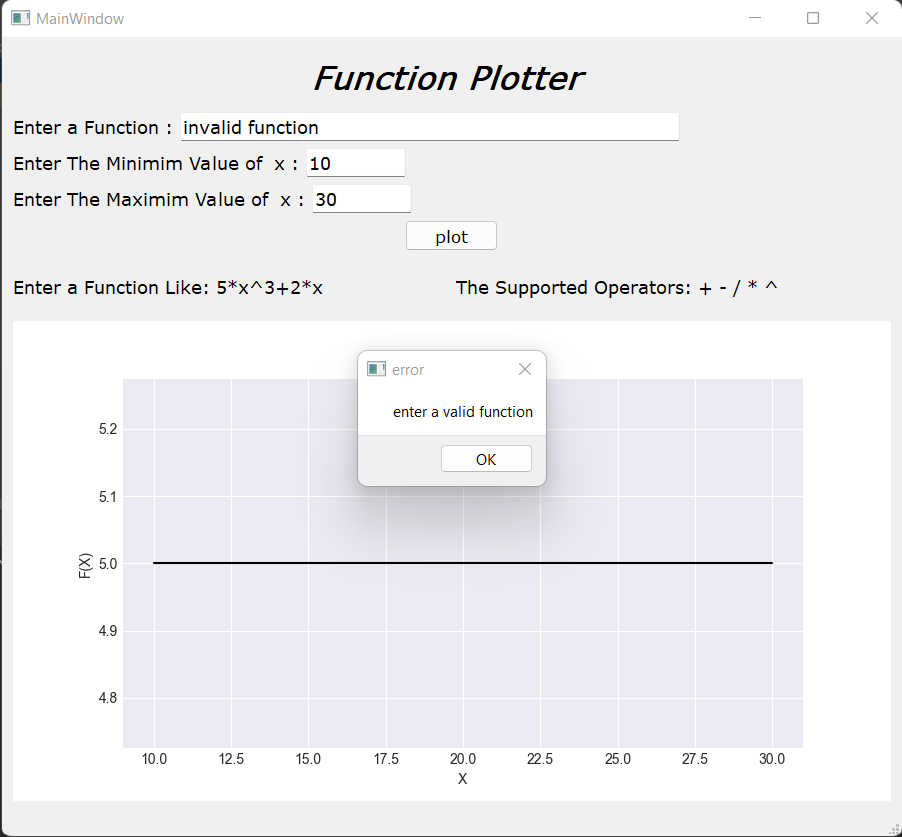 MainWindow
Function Plotter
Enter a Function : invalid function
Enter The Minimim Value of x : 10
Enter The Maximim Value of x : 30
plot
Enter a Function Like: 5*x^3+2*x The Supported Operators: + - / * ^
error
enter a valid function
OK
5.2
5.1
5.0
4.9
4.8
F(X)
10.0 12.5 15.0 17.5 20.0 22.5 25.0 27.5 30.0
X